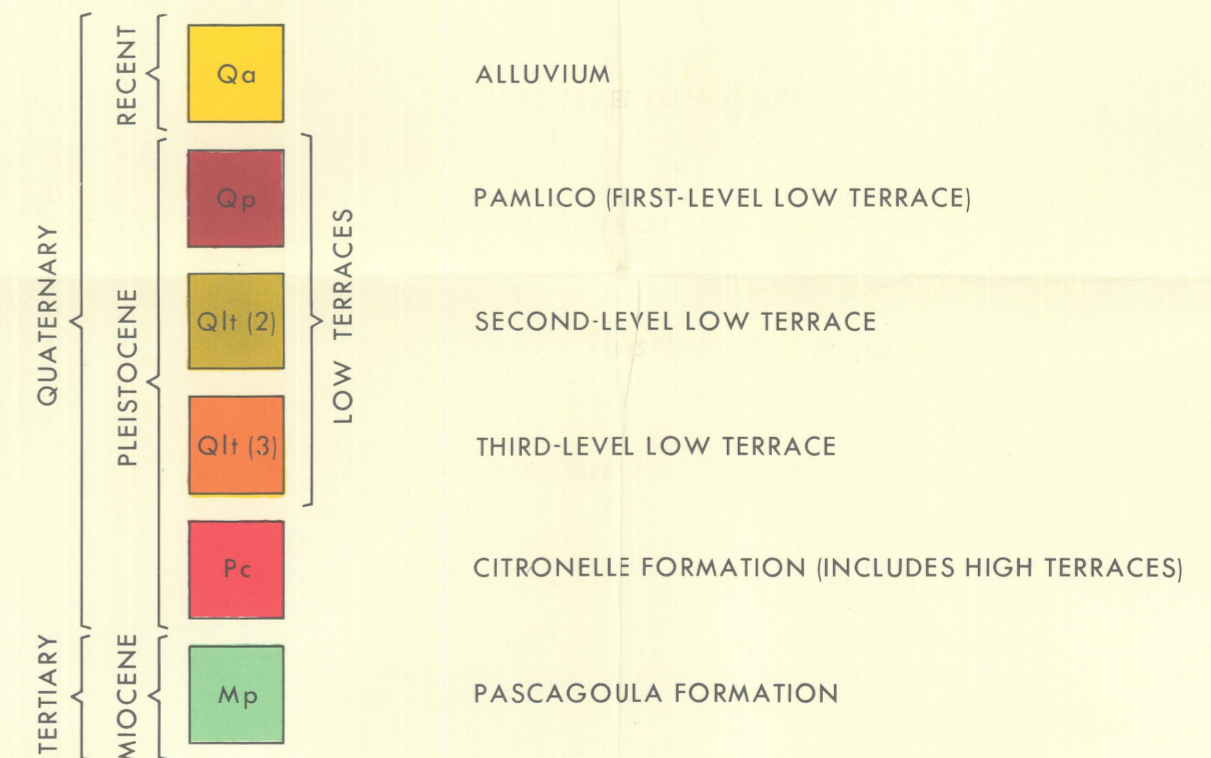 QUATERNARY
RECENT
Qa
ALLUVIUM
PLEISTOCENE
LOW TERRACES
Qp
PAMLICO (FIRST-LEVEL LOW TERRACE)
Qlt (2)
SECOND-LEVEL LOW TERRACE
Qlt (3)
THIRD-LEVEL LOW TERRACE
Pc
CITRONELLE FORMATION (INCLUDES HIGH TERRACES)
TERTIARY
MIOCENE
Mp
PASCAGOULA FORMATION